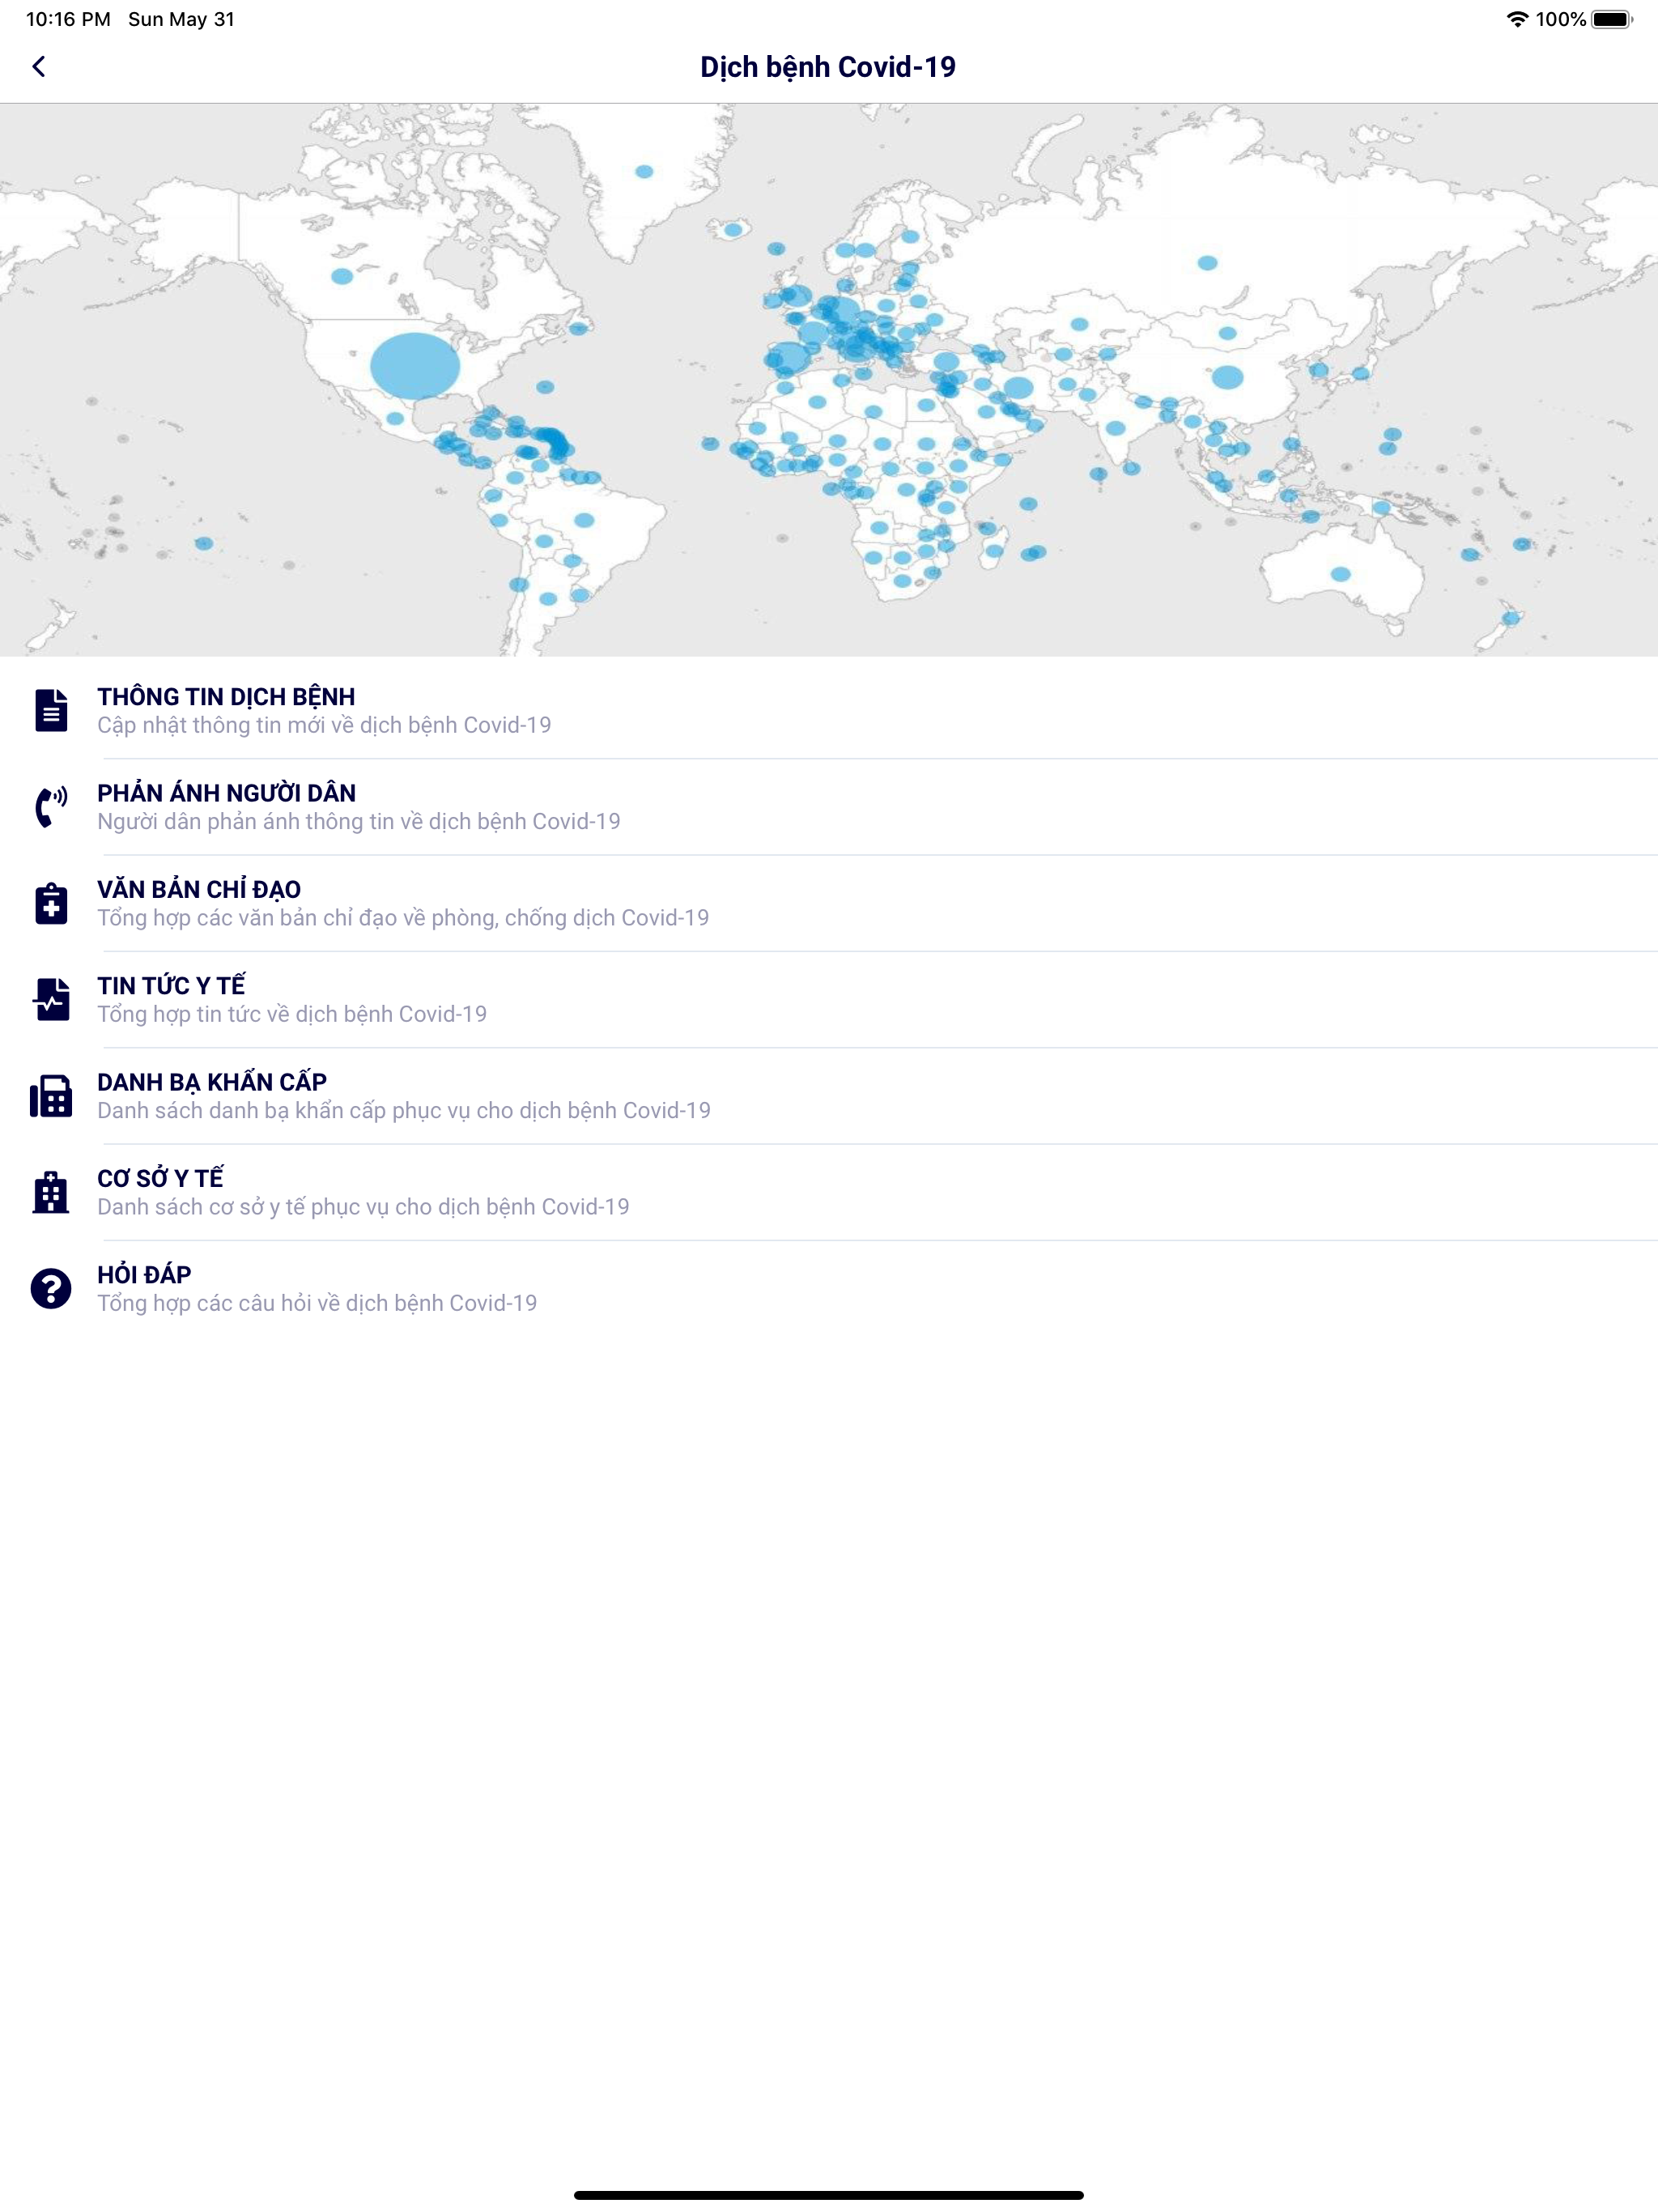 10:16 PM Sun May 31 100%
Dịch bệnh Covid-19
THÔNG TIN DỊCH BỆNH
Cập nhật thông tin mới về dịch bệnh Covid-19
PHẢN ÁNH NGƯỜI DÂN
Người dân phản ánh thông tin về dịch bệnh Covid-19
VĂN BẢN CHỈ ĐẠO
Tổng hợp các văn bản chỉ đạo về phòng, chống dịch Covid-19
TIN TỨC Y TẾ
Tổng hợp tin tức về dịch bệnh Covid-19
DANH BẠ KHẨN CẤP
Danh sách danh bạ khẩn cấp phục vụ cho dịch bệnh Covid-19
CƠ SỞ Y TẾ
Danh sách cơ sở y tế phục vụ cho dịch bệnh Covid-19
HỎI ĐÁP
Tổng hợp các câu hỏi về dịch bệnh Covid-19